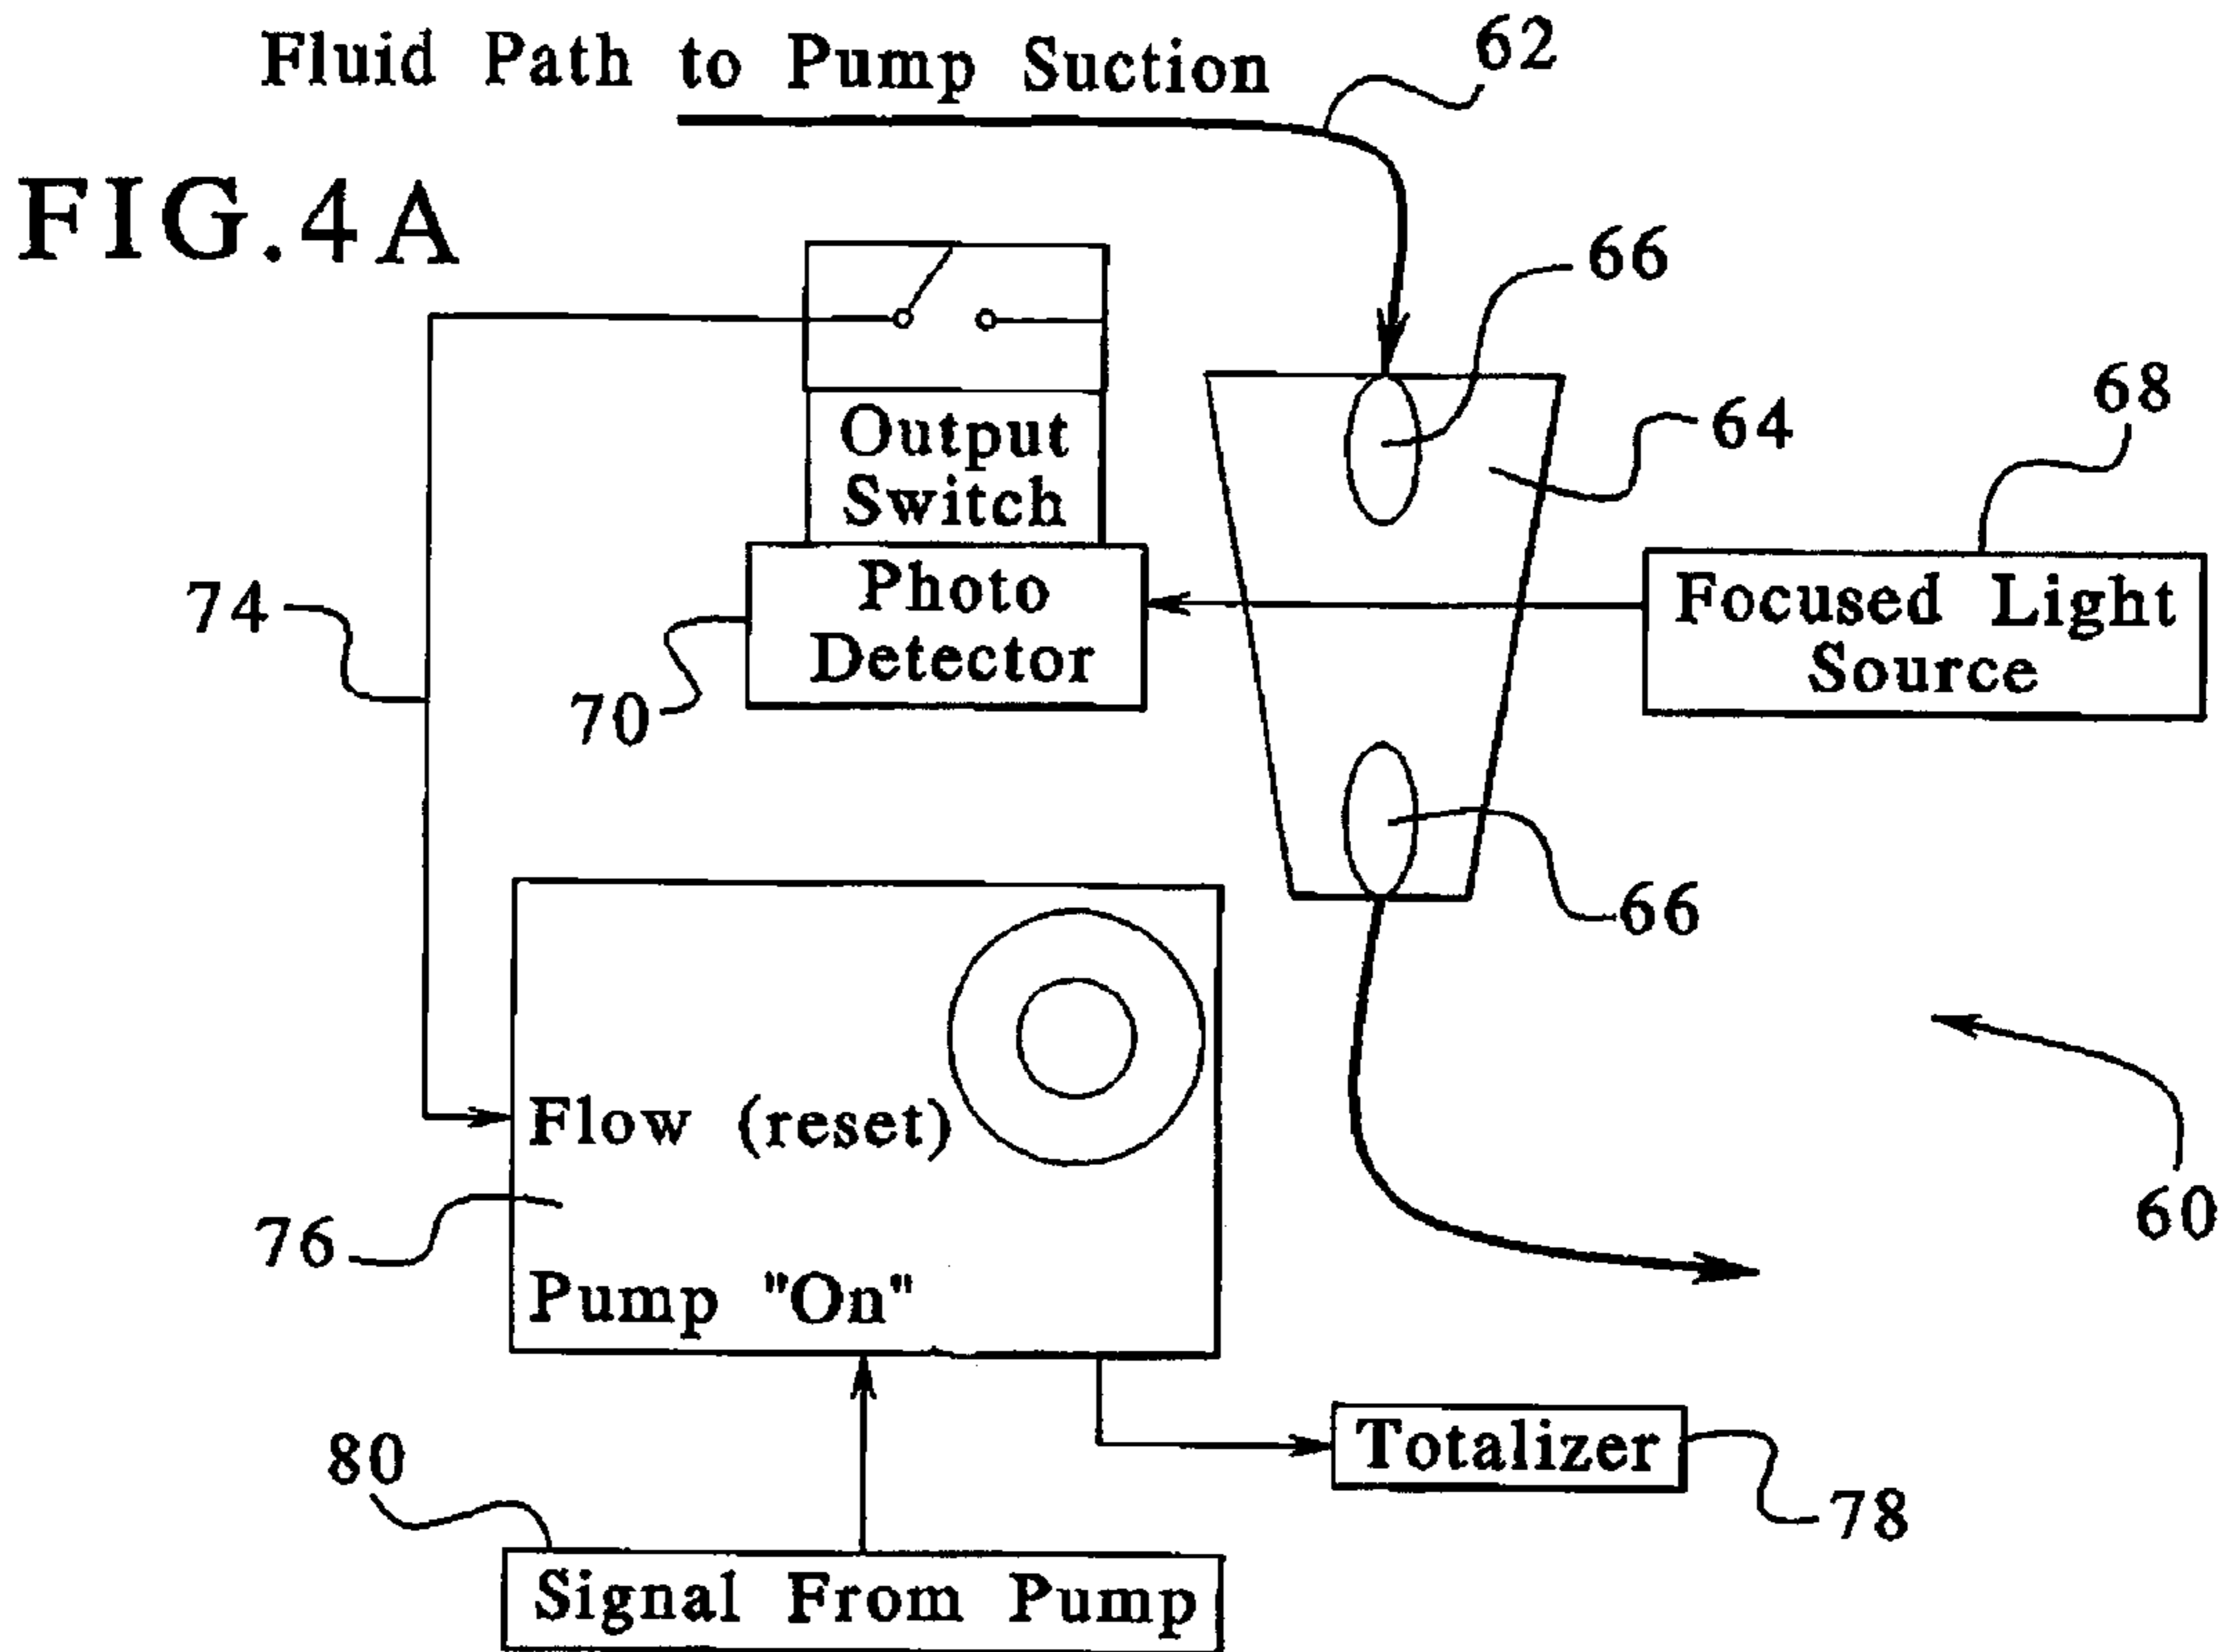 Fluid Path to Pump Suction
62
FIG.4A
66
64
68
Output
Switch
Photo
Detector
Focused Light
Source
74
70
66
Flow (reset)
76
Pump "On"
60
80
Totalizer
78
Signal From Pump